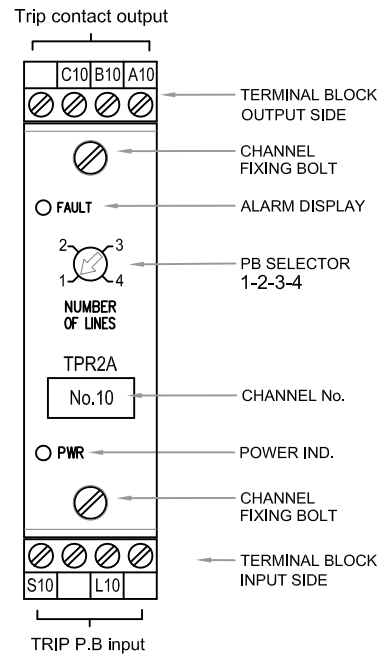 Trip contact output
C10 B10 A10
TERMINAL BLOCK
OUTPUT SIDE
CHANNEL
FIXING BOLT
FAULT
ALARM DISPLAY
2 3
1 4
PB SELECTOR
1-2-3-4
NUMBER
OF LINES
TPR2A
No.10
CHANNEL No.
PWR
POWER IND.
CHANNEL
FIXING BOLT
TERMINAL BLOCK
INPUT SIDE
S10 L10
TRIP P.B input